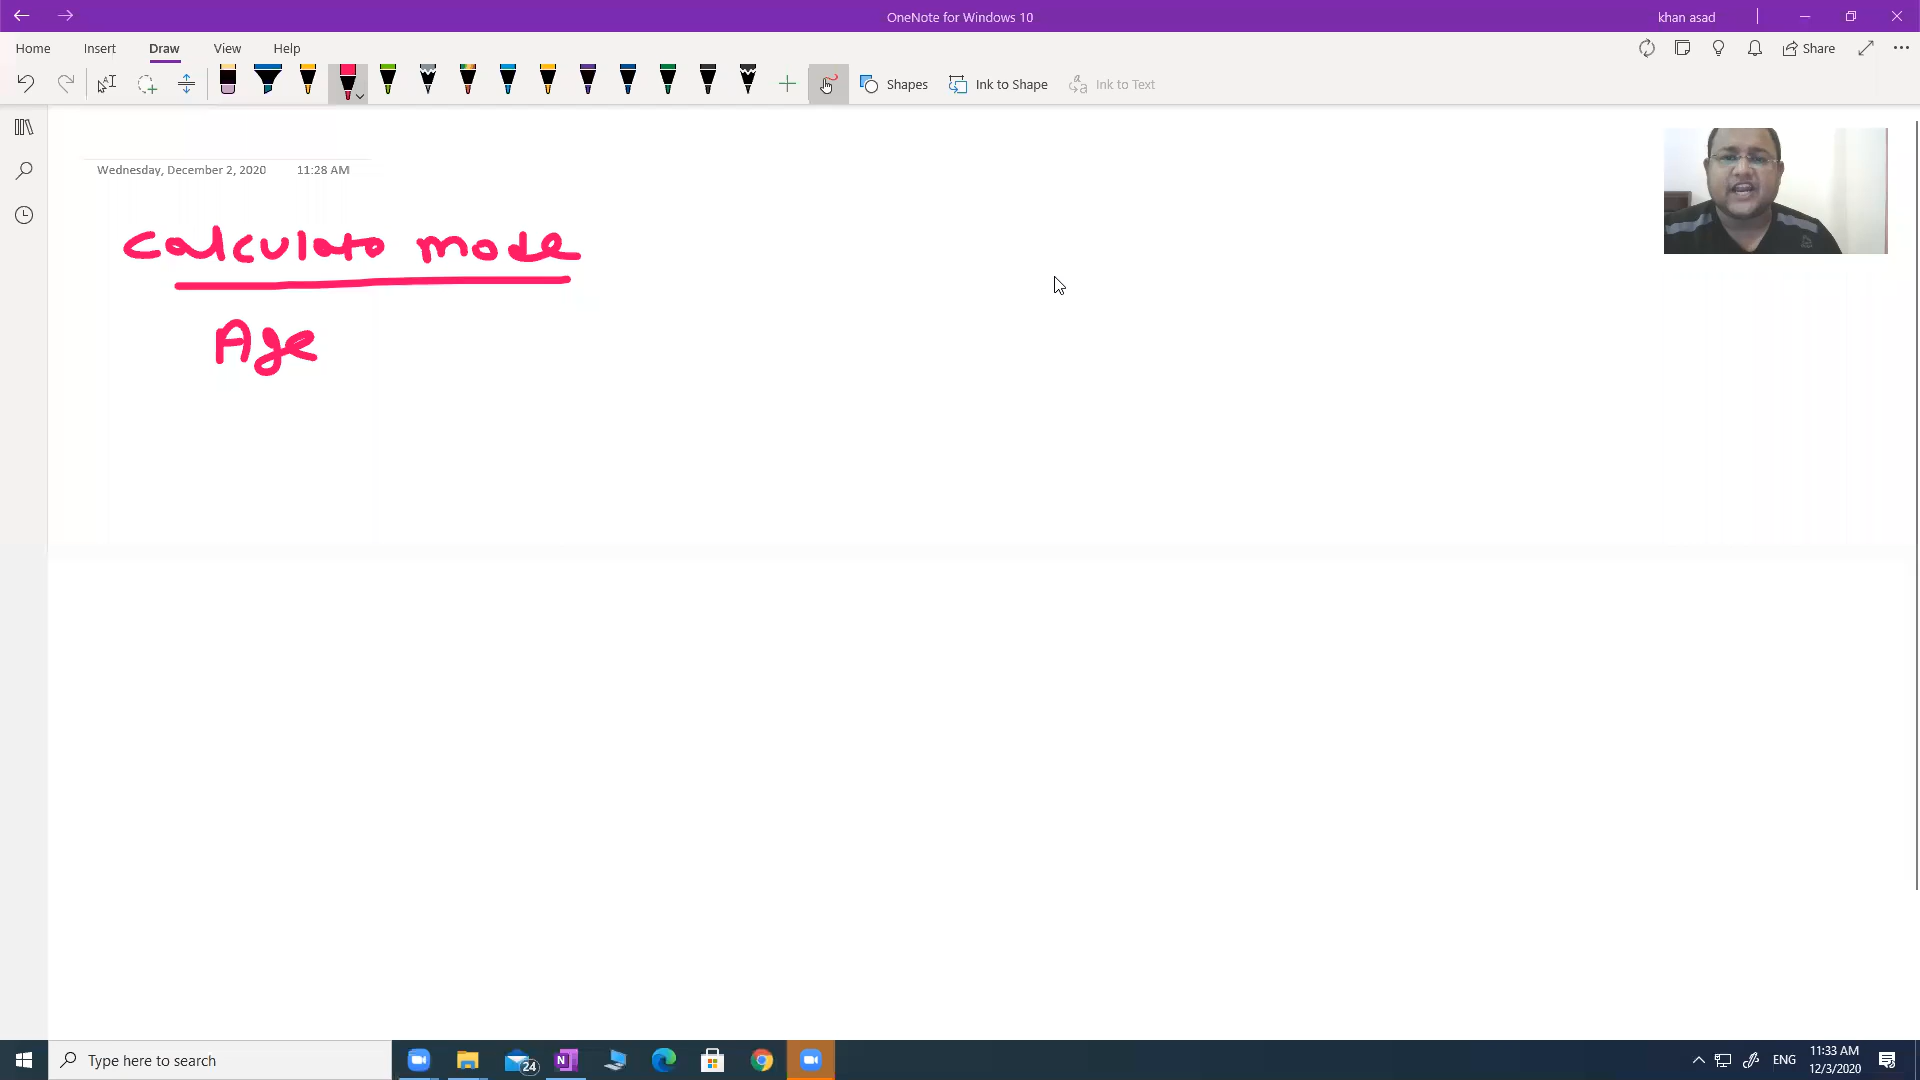 OneNote for Windows 10
khan asad
Home Insert Draw View Help
Share
Shapes Ink to Shape Ink to Text
Wednesday, December 2, 2020 11:28 AM
Calculato mode
Age
Type here to search
24
ENG
11:33 AM
12/3/2020